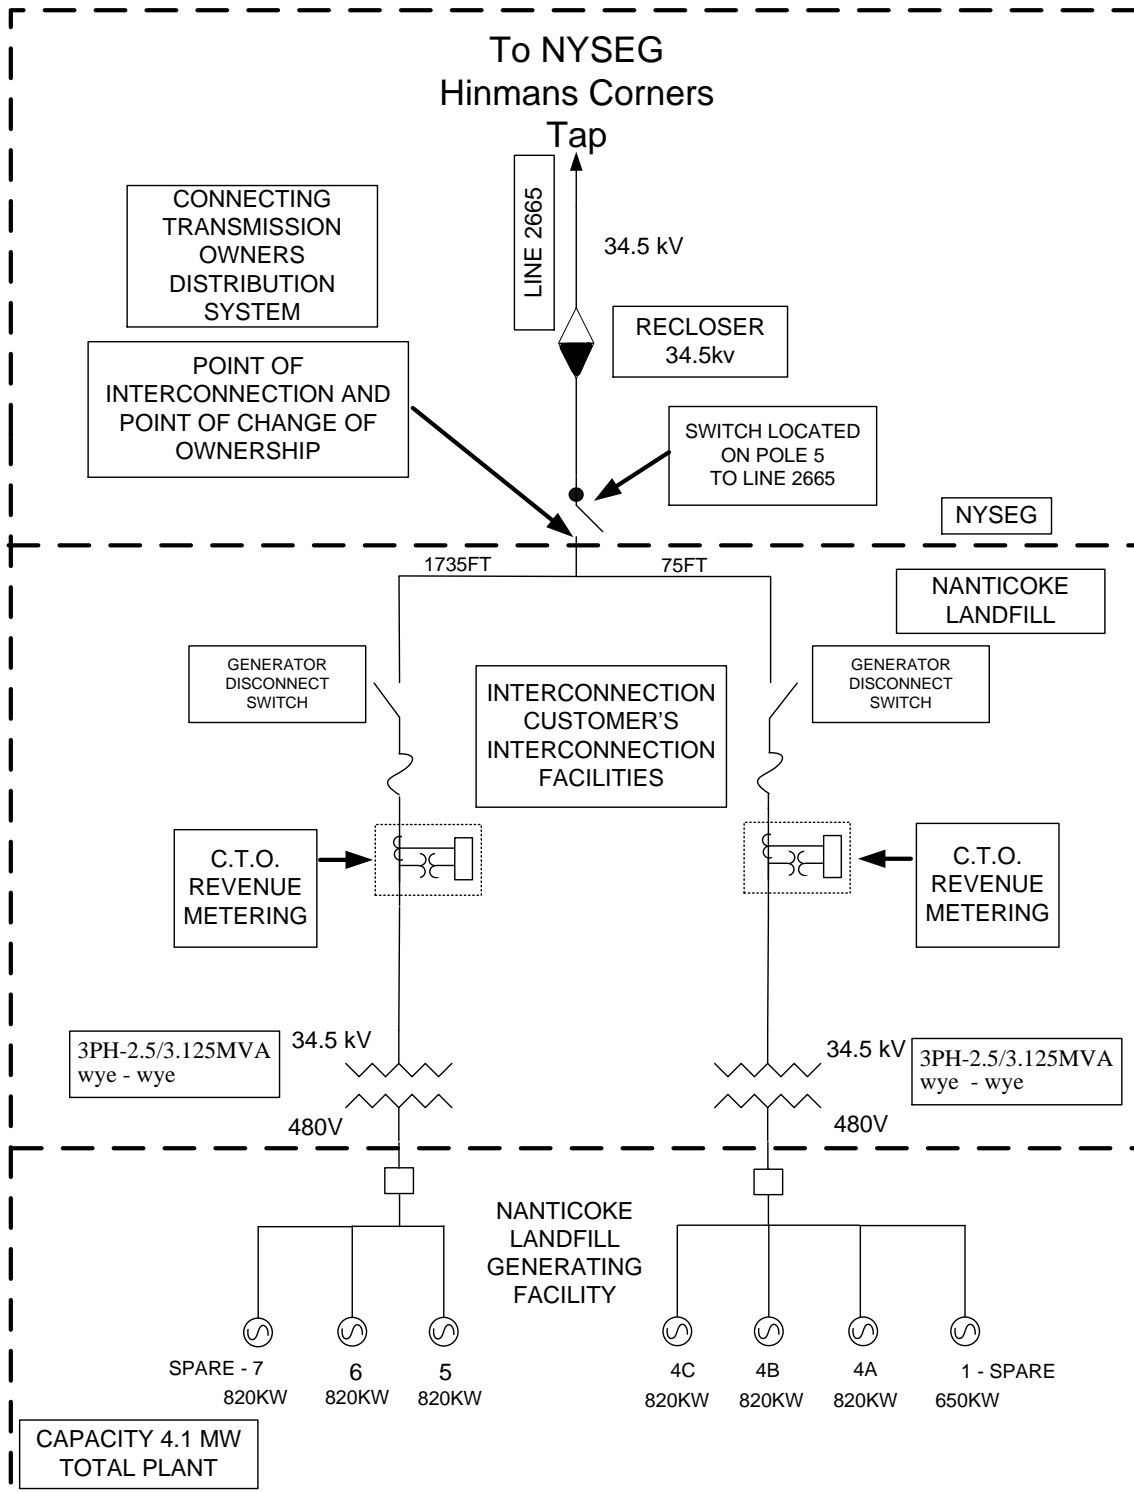 To NYSEG
Hinmans Corners
Tap
LINE 2665
34.5 kV
CONNECTING
TRANSMISSION
OWNERS
DISTRIBUTION
SYSTEM
RECLOSER
34.5kv
POINT OF
INTERCONNECTION AND
POINT OF CHANGE OF
OWNERSHIP
SWITCH LOCATED
ON POLE 5
TO LINE 2665
NYSEG
1735FT
75FT
NANTICOKE
LANDFILL
GENERATOR
DISCONNECT
SWITCH
INTERCONNECTION
CUSTOMER'S
INTERCONNECTION
FACILITIES
GENERATOR
DISCONNECT
SWITCH
C.T.O.
REVENUE
METERING
C.T.O.
REVENUE
METERING
3PH-2.5/3.125MVA
wye - wye
34.5 kV
480V
34.5 kV
480V
3PH-2.5/3.125MVA
wye - wye
NANTICOKE
LANDFILL
GENERATING
FACILITY
SPARE - 7
820KW
6
820KW
5
820KW
4C
820KW
4B
820KW
4A
820KW
1 - SPARE
650KW
CAPACITY 4.1 MW
TOTAL PLANT